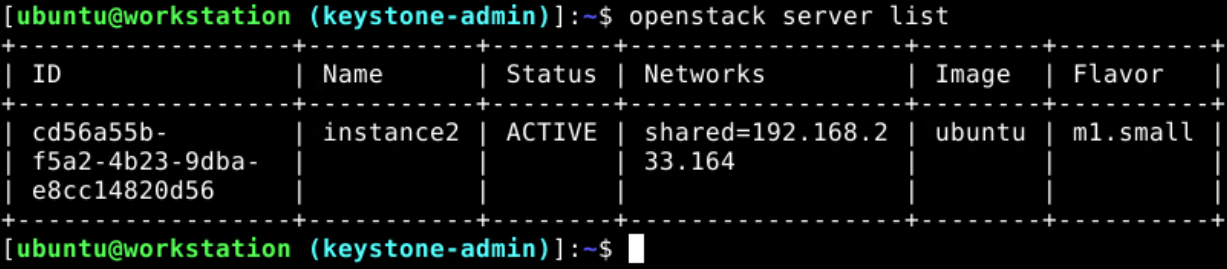 [ubuntu@workstation (keystone-admin)]:~$ openstack server list
+------------------+-----------+--------+------------------+--------+----------+
| ID               | Name      | Status | Networks         | Image  | Flavor   |
+------------------+-----------+--------+------------------+--------+----------+
| cd56a55b-        | instance2 | ACTIVE | shared=192.168.2 | ubuntu | m1.small |
| f5a2-4b23-9dba-  |           |        | 33.164           |        |          |
| e8cc14820d56     |           |        |                  |        |          |
+------------------+-----------+--------+------------------+--------+----------+
[ubuntu@workstation (keystone-admin)]:~$